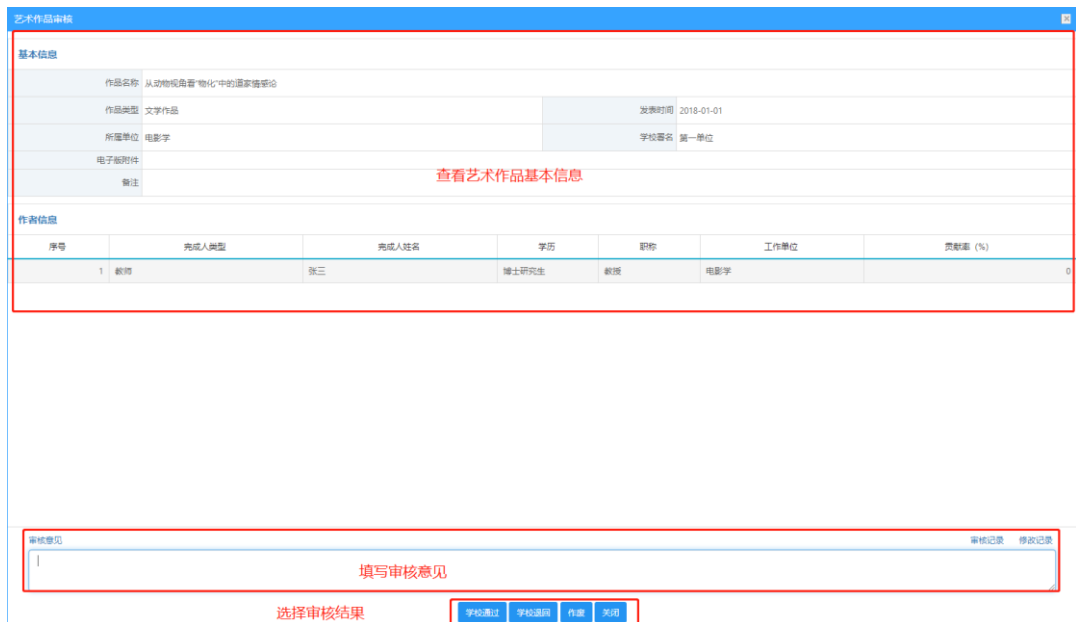 艺术作品审核
基本信息
作品名称 从动物视角看"物化"中的道家情感论
作品类型 文学作品 发表时间 2018-01-01
所属单位 电影学 学校署名 第一单位
电子版附件
备注
查看艺术作品基本信息
作者信息
序号 完成人类型 完成人姓名 学历 职称 工作单位 贡献率（%）
1 教师 张三 博士研究生 教授 电影学 0
审核意见 审核记录 修改记录
填写审核意见
选择审核结果 学校通过 学校退回 作废 关闭